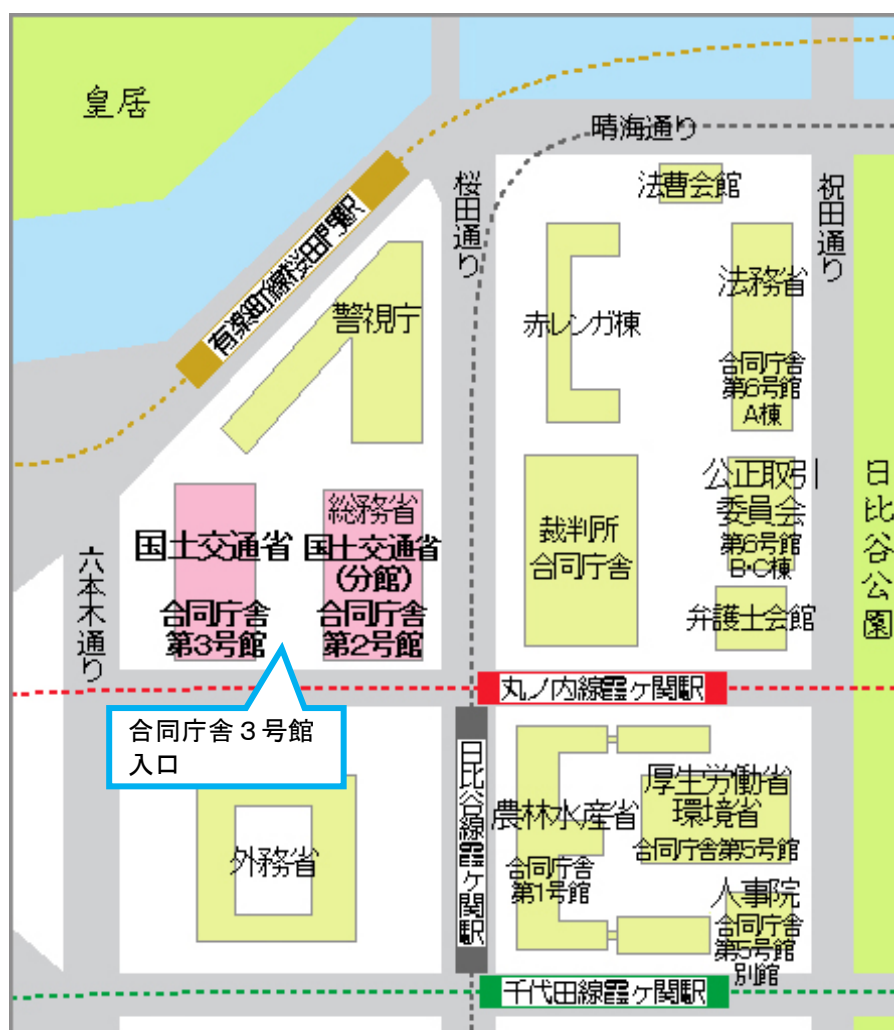 皇居
晴海通り
法曹会館
桜田通り
祝田通り
有楽町線桜田門駅
法務省
警視庁
赤レンガ棟
合同庁舎
第6号館
A棟
公正取引
委員会
第6号館
B・C棟
日比谷公園
総務省
国土交通省
国土交通省
(分館)
裁判所
合同庁舎
六本木通り
合同庁舎
第3号館
合同庁舎
第2号館
弁護士会館
丸ノ内線霞ヶ関駅
合同庁舎3号館
入口
日比谷線霞ヶ関駅
厚生労働省
環境省
農林水産省
合同庁舎第5号館
外務省
合同庁舎
第1号館
人事院
合同庁舎
第5号館
別館
千代田線霞ヶ関駅